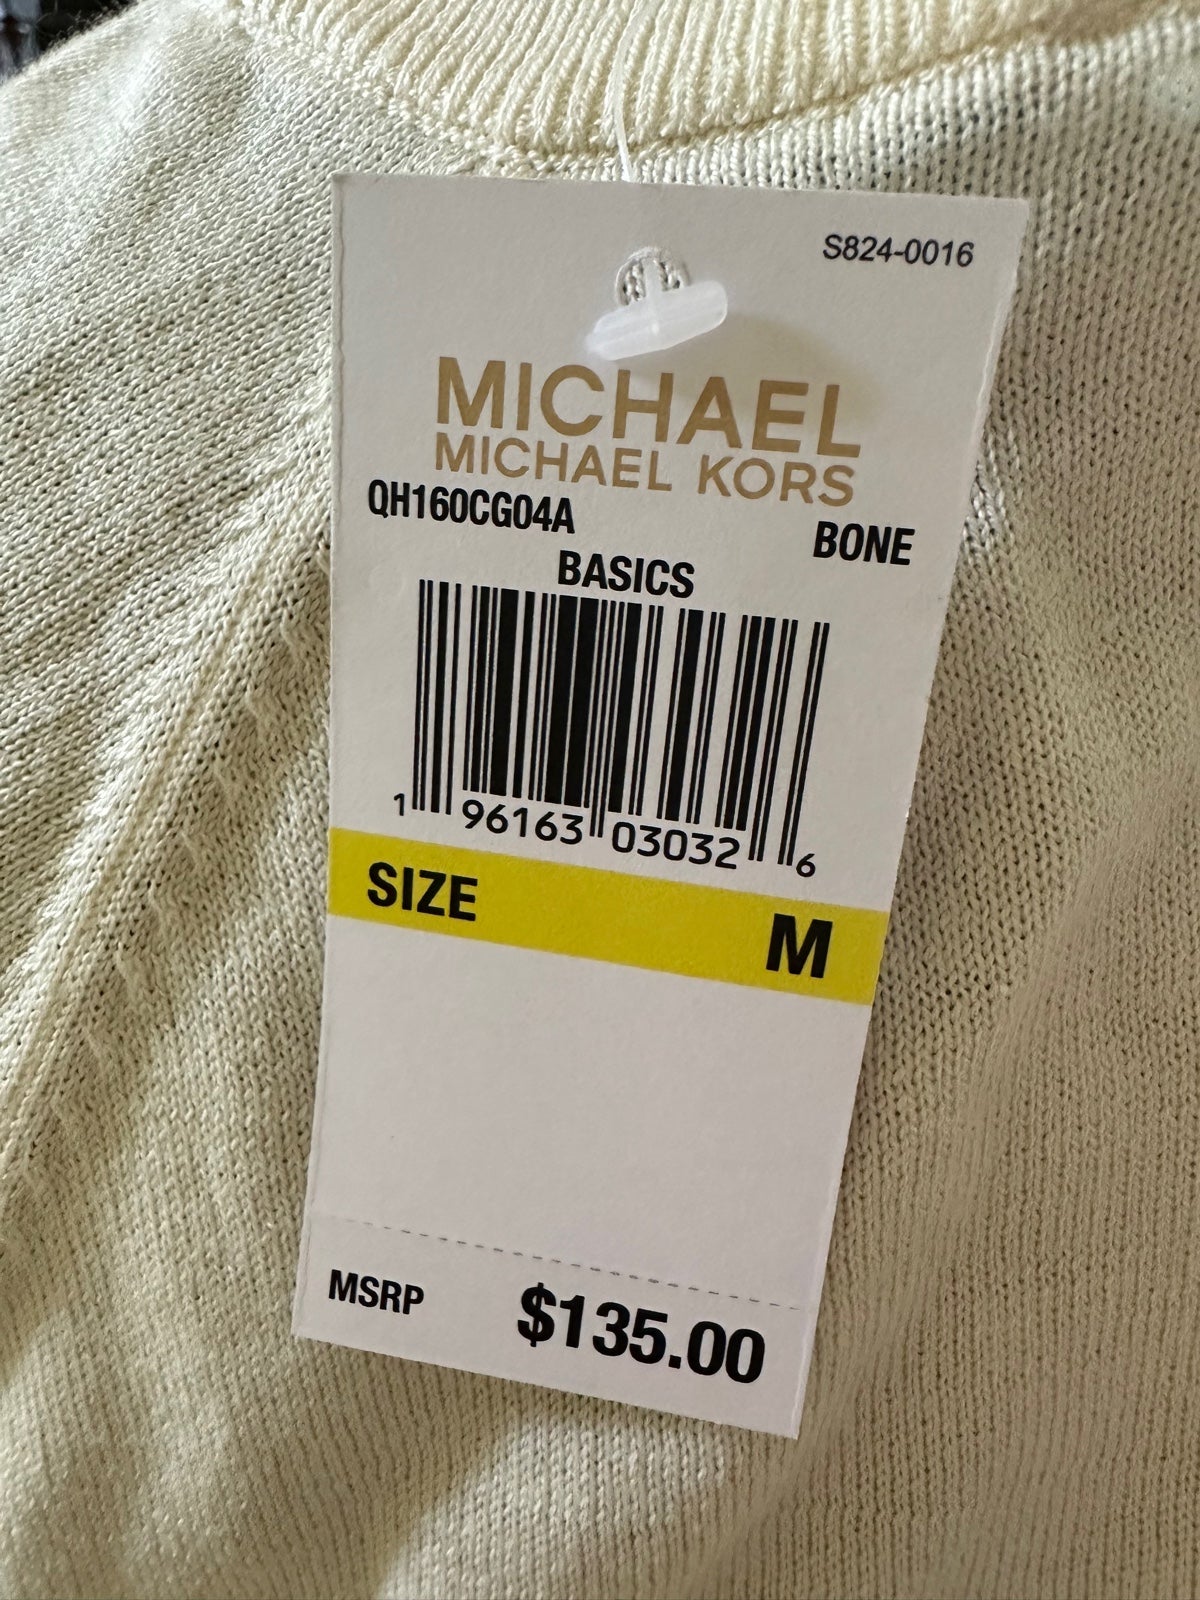 S824-0016
MICHAEL
MICHAEL KORS
QH160CG04A
BONE
BASICS
1 96163 03032 6
SIZE M
MSRP $135.00